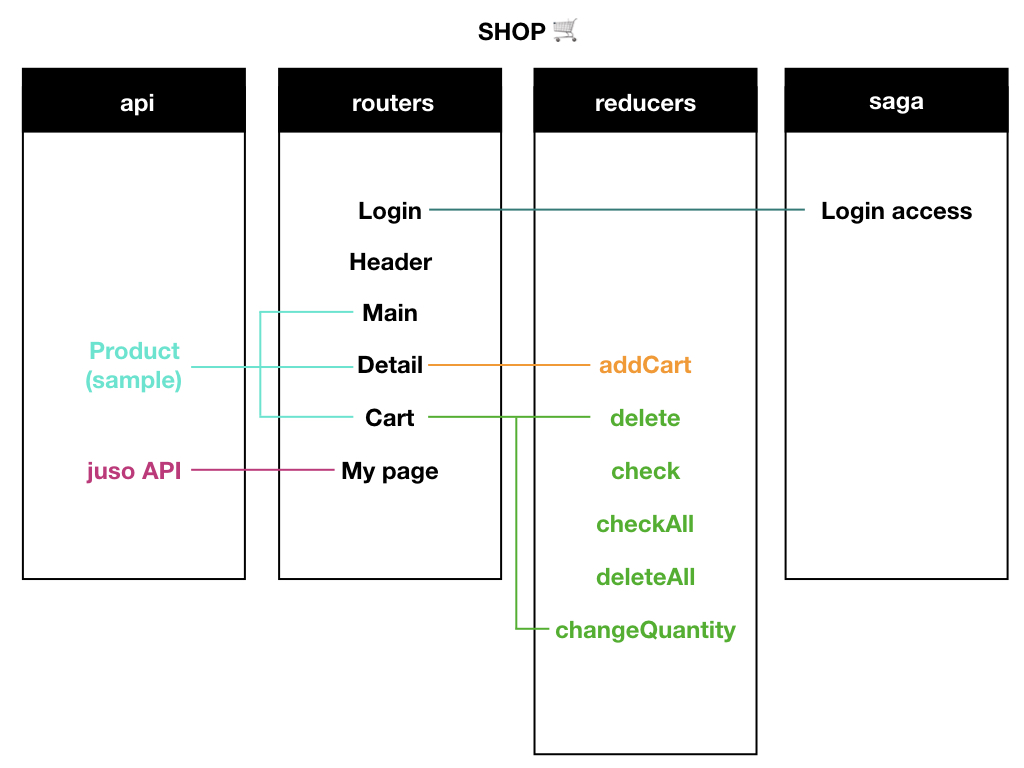 SHOP 🛒
api
routers
reducers
saga
Login
Login access
Header
Main
Product
(sample)
Detail
addCart
Cart
delete
juso API
My page
check
checkAll
deleteAll
changeQuantity